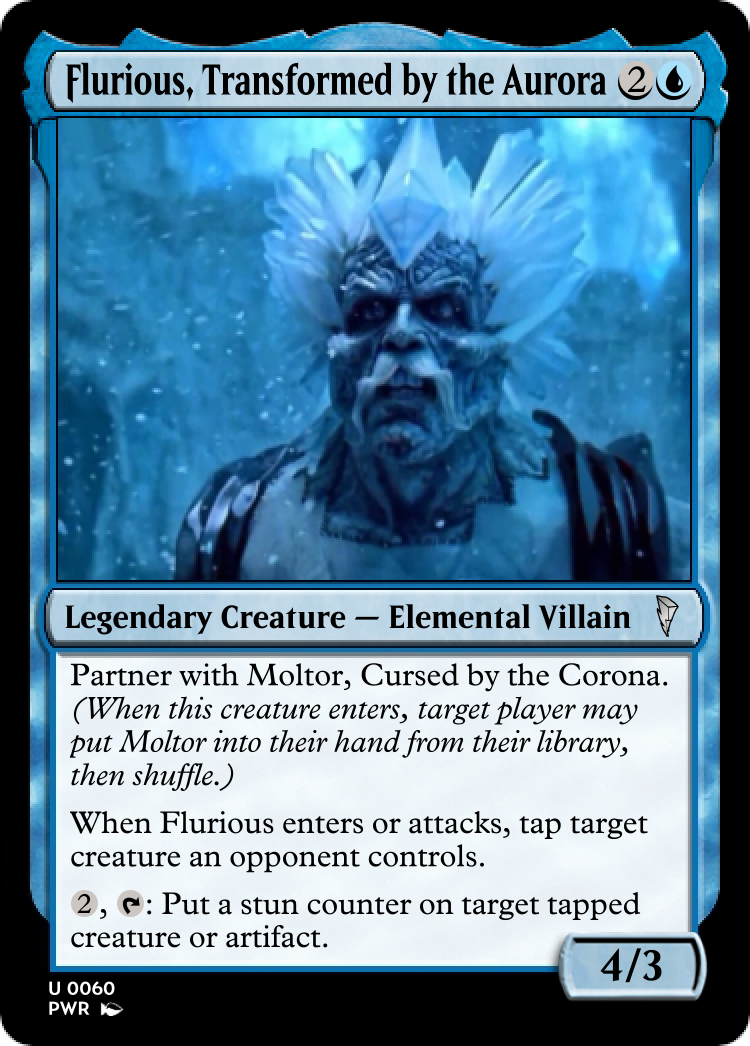 Flurious, Transformed by the Aurora 2
Legendary Creature — Elemental Villain
Partner with Moltor, Cursed by the Corona.
(When this creature enters, target player may
put Moltor into their hand from their library,
then shuffle.)
When Flurious enters or attacks, tap target
creature an opponent controls.
2, : Put a stun counter on target tapped
creature or artifact.
4/3
U 0060
PWR